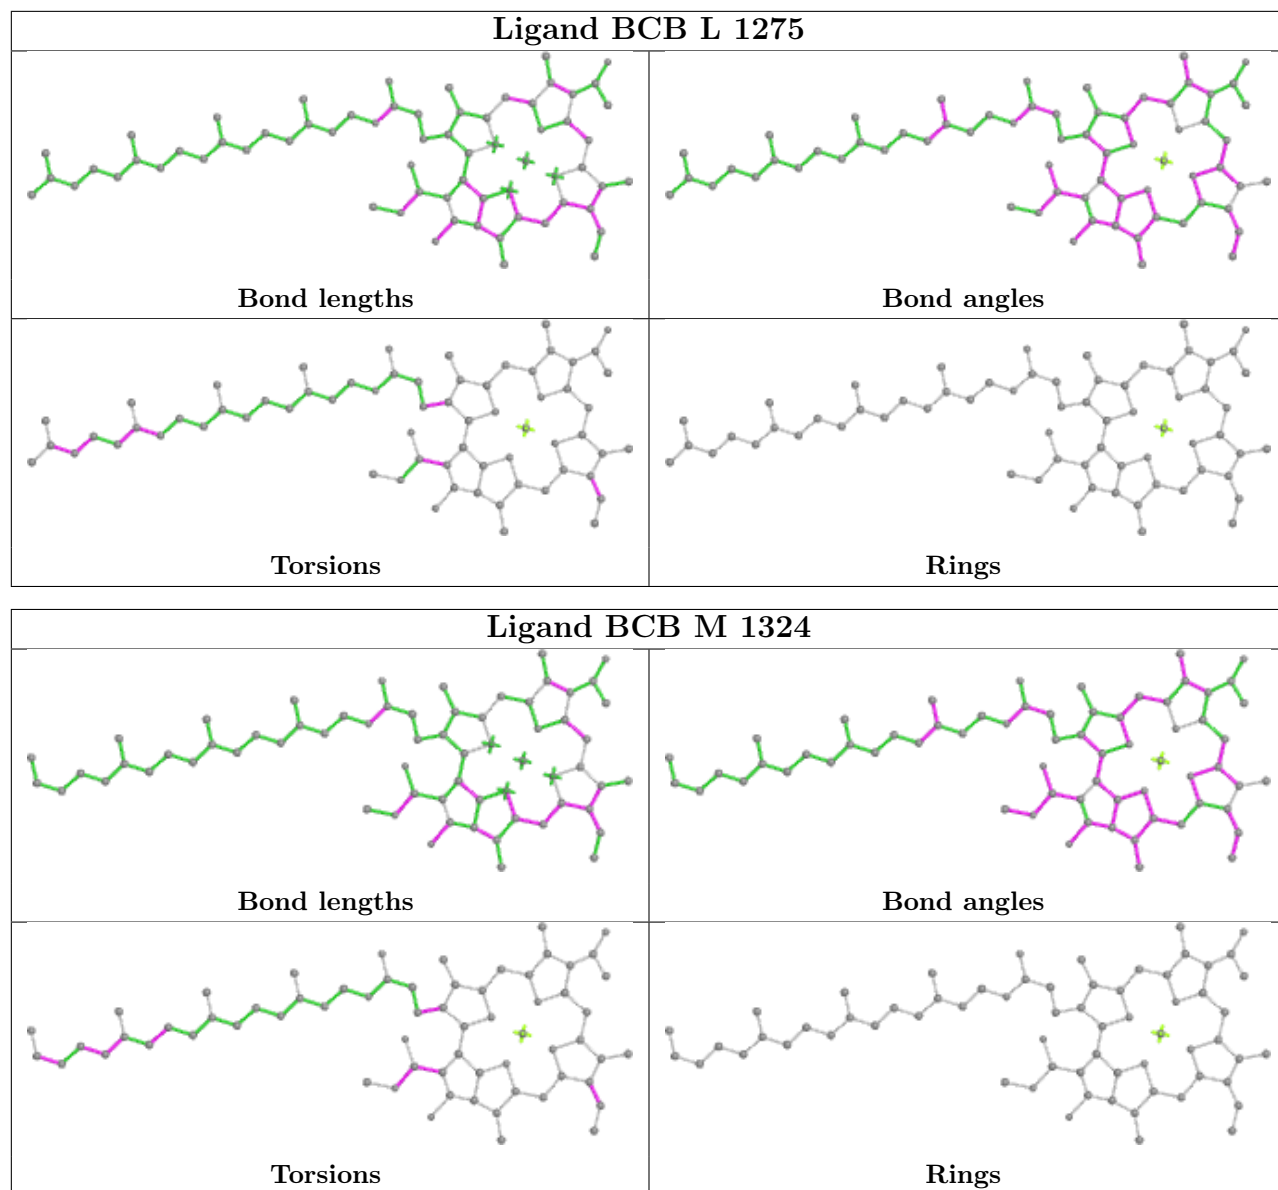 Ligand BCB L 1275
Bond lengths
Bond angles
Torsions
Rings
Ligand BCB M 1324
Bond lengths
Bond angles
Torsions
Rings